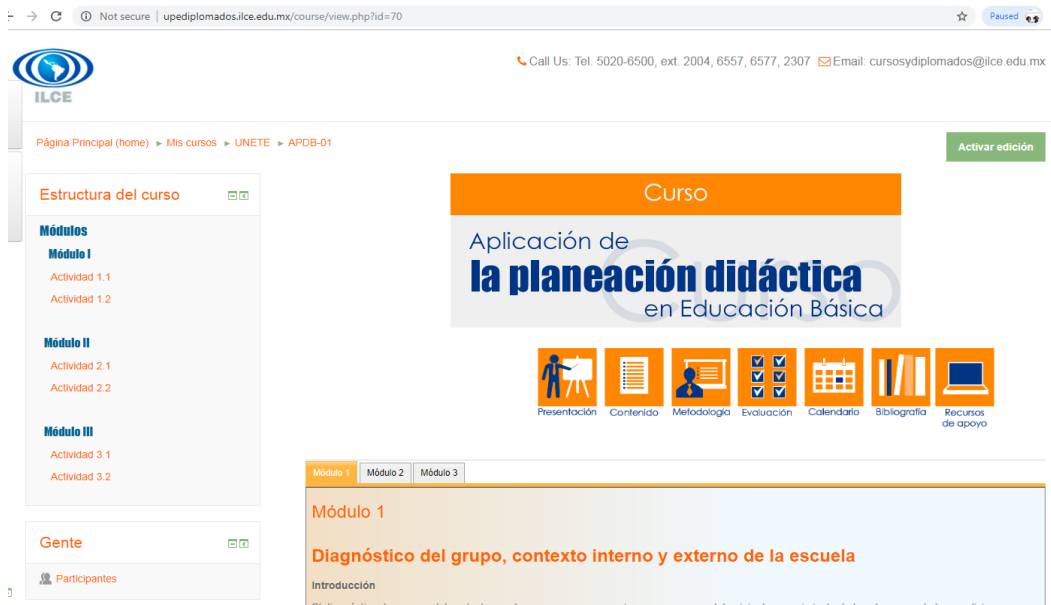 Not secure | upediplomados.ilce.edu.mx/course/view.php?id=70
Paused
ILCE
Call Us: Tel. 5020-6500, ext. 2004, 6557, 6577, 2307 Email: cursosydiplomados@ilce.edu.mx
Página Principal (home) ► Mis cursos ► UNETE ► APDB-01
Activar edición
Estructura del curso
Módulos
Módulo I
Actividad 1.1
Actividad 1.2
Módulo II
Actividad 2.1
Actividad 2.2
Módulo III
Actividad 3.1
Actividad 3.2
Gente
Participantes
Curso
Aplicación de
la planeación didáctica
en Educación Básica
Curso
Presentación
Contenido
Metodología
Evaluación
Calendario
Bibliografía
Recursos
de apoyo
Módulo 1
Módulo 2
Módulo 3
Módulo 1
Diagnóstico del grupo, contexto interno y externo de la escuela
Introducción